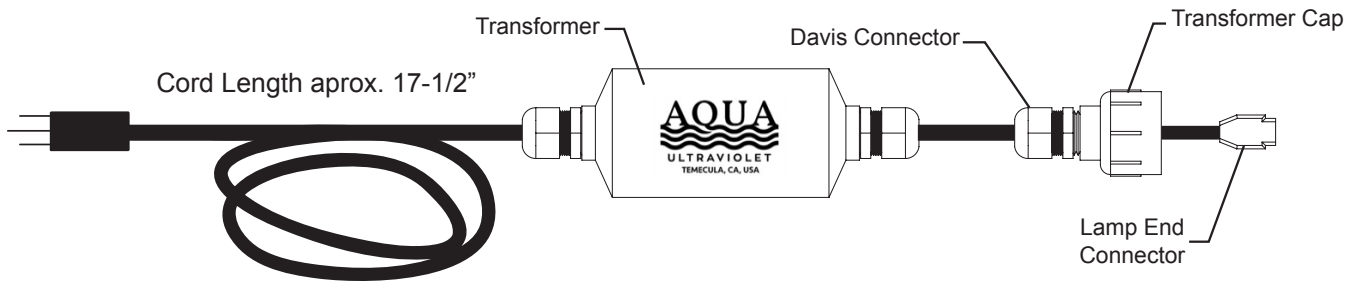 Transformer Cap
Transformer
Davis Connector
Cord Length aprox. 17-1/2”
AQUA
ULTRAVIOLET
TEMECULA, CA, USA
Lamp End
Connector